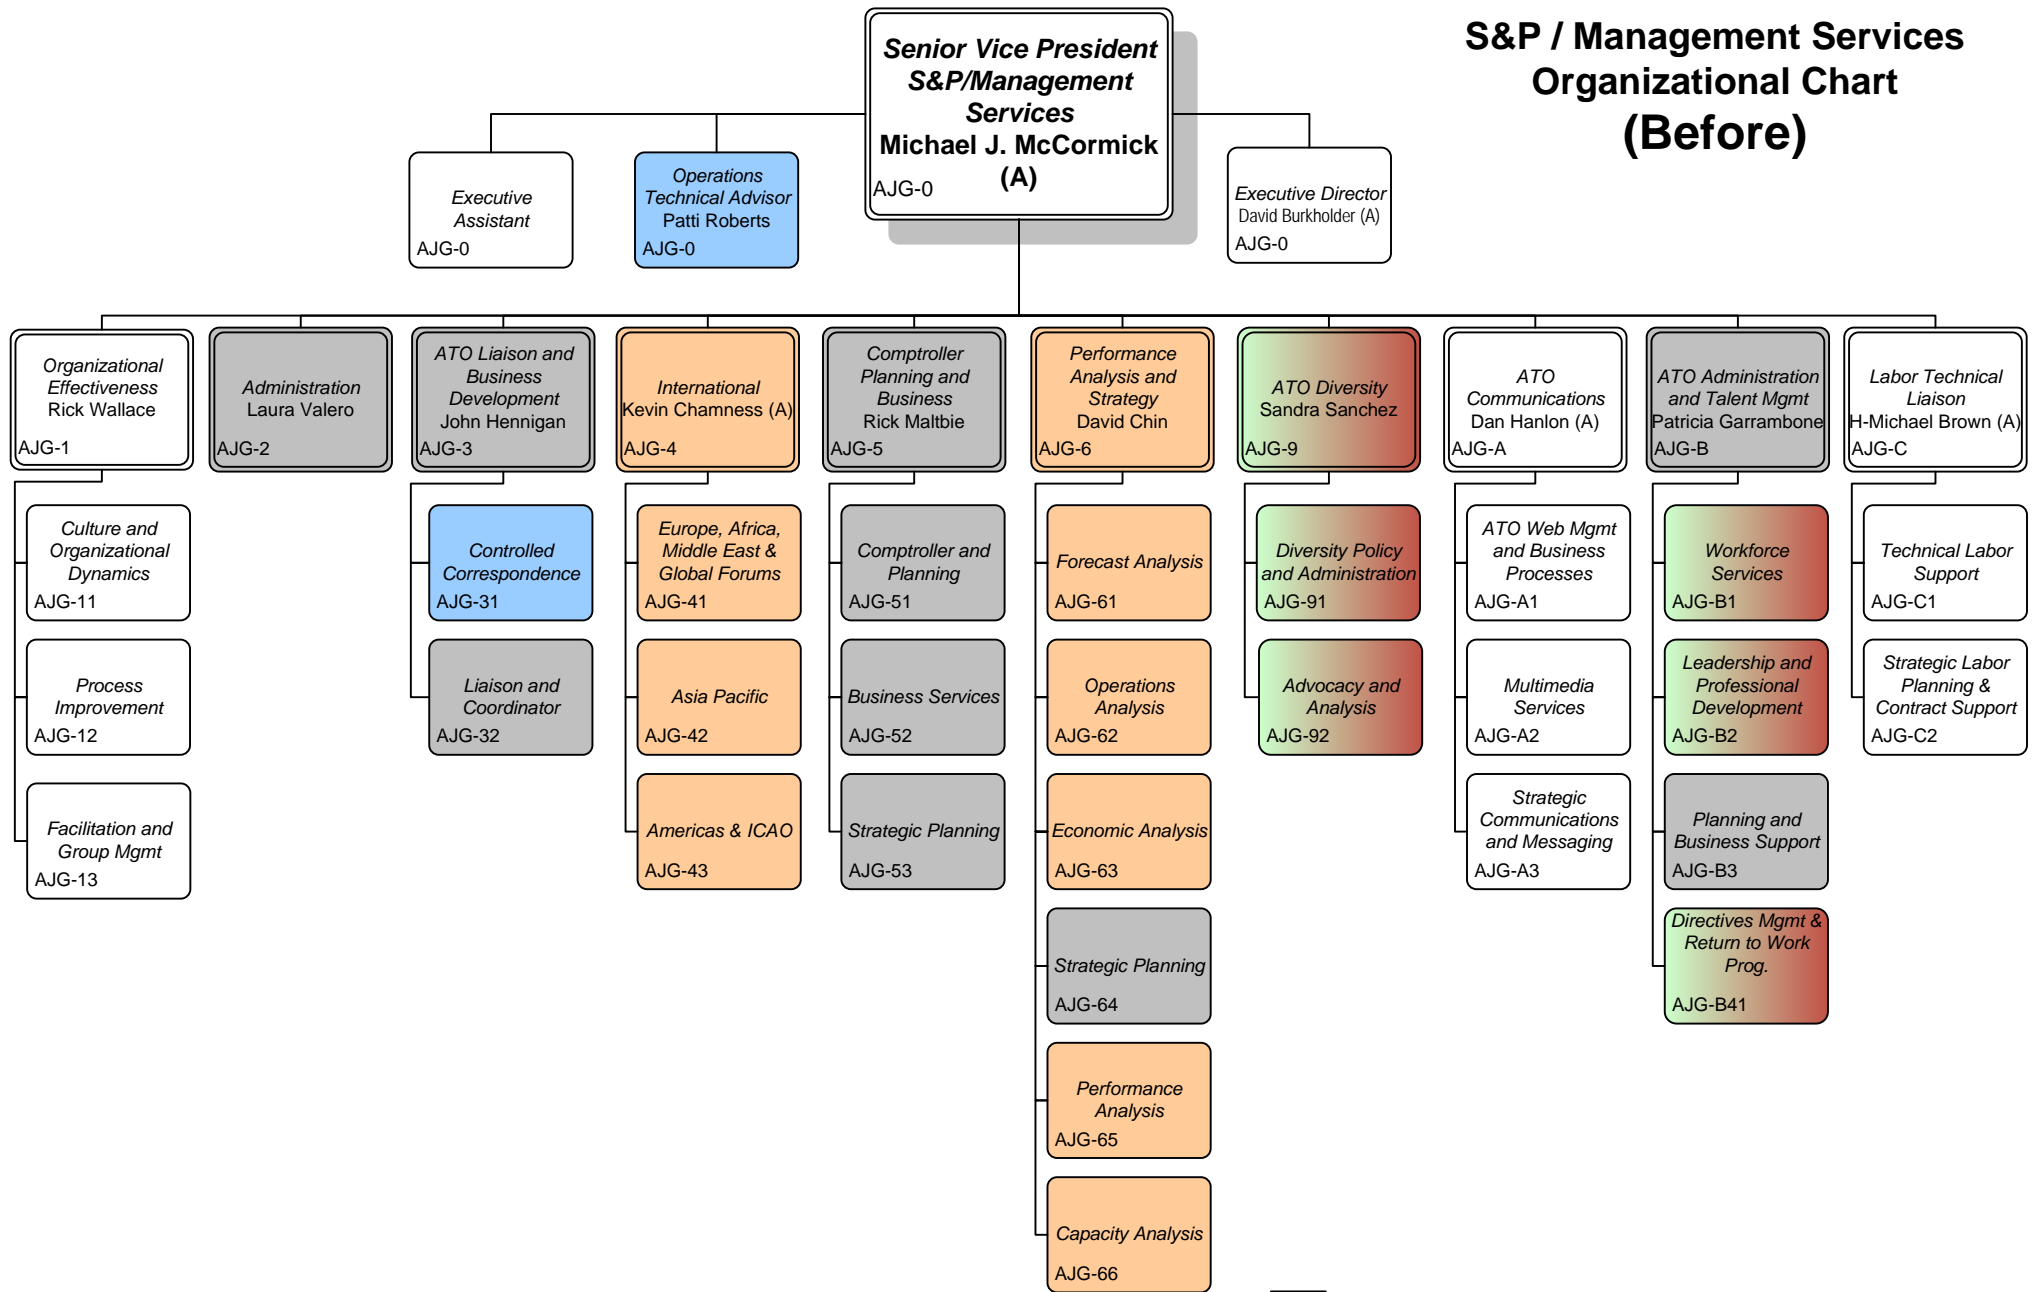 S&P / Management Services
Organizational Chart
(Before)
Senior Vice President
S&P/Management
Services
Michael J. McCormick
(A)
AJG-0
Executive
Assistant
AJG-0
Operations
Technical Advisor
Patti Roberts
AJG-0
Executive Director
David Burkholder (A)
AJG-0
Organizational
Effectiveness
Rick Wallace
AJG-1
Administration
Laura Valero
AJG-2
ATO Liaison and
Business
Development
John Hennigan
AJG-3
International
Kevin Chamness (A)
AJG-4
Comptroller
Planning and
Business
Rick Maltbie
AJG-5
Performance
Analysis and
Strategy
David Chin
AJG-6
ATO Diversity
Sandra Sanchez
AJG-9
ATO
Communications
Dan Hanlon (A)
AJG-A
ATO Administration
and Talent Mgmt
Patricia Garrambone
AJG-B
Labor Technical
Liaison
H-Michael Brown (A)
AJG-C
Culture and
Organizational
Dynamics
AJG-11
Process
Improvement
AJG-12
Facilitation and
Group Mgmt
AJG-13
Controlled
Correspondence
AJG-31
Liaison and
Coordinator
AJG-32
Europe, Africa,
Middle East &
Global Forums
AJG-41
Asia Pacific
AJG-42
Americas & ICAO
AJG-43
Comptroller and
Planning
AJG-51
Business Services
AJG-52
Strategic Planning
AJG-53
Forecast Analysis
AJG-61
Operations
Analysis
AJG-62
Economic Analysis
AJG-63
Strategic Planning
AJG-64
Performance
Analysis
AJG-65
Capacity Analysis
AJG-66
Diversity Policy
and Administration
AJG-91
Advocacy and
Analysis
AJG-92
ATO Web Mgmt
and Business
Processes
AJG-A1
Multimedia
Services
AJG-A2
Strategic
Communications
and Messaging
AJG-A3
Workforce
Services
AJG-B1
Leadership and
Professional
Development
AJG-B2
Planning and
Business Support
AJG-B3
Directives Mgmt &
Return to Work
Prog.
AJG-B41
Technical Labor
Support
AJG-C1
Strategic Labor
Planning &
Contract Support
AJG-C2